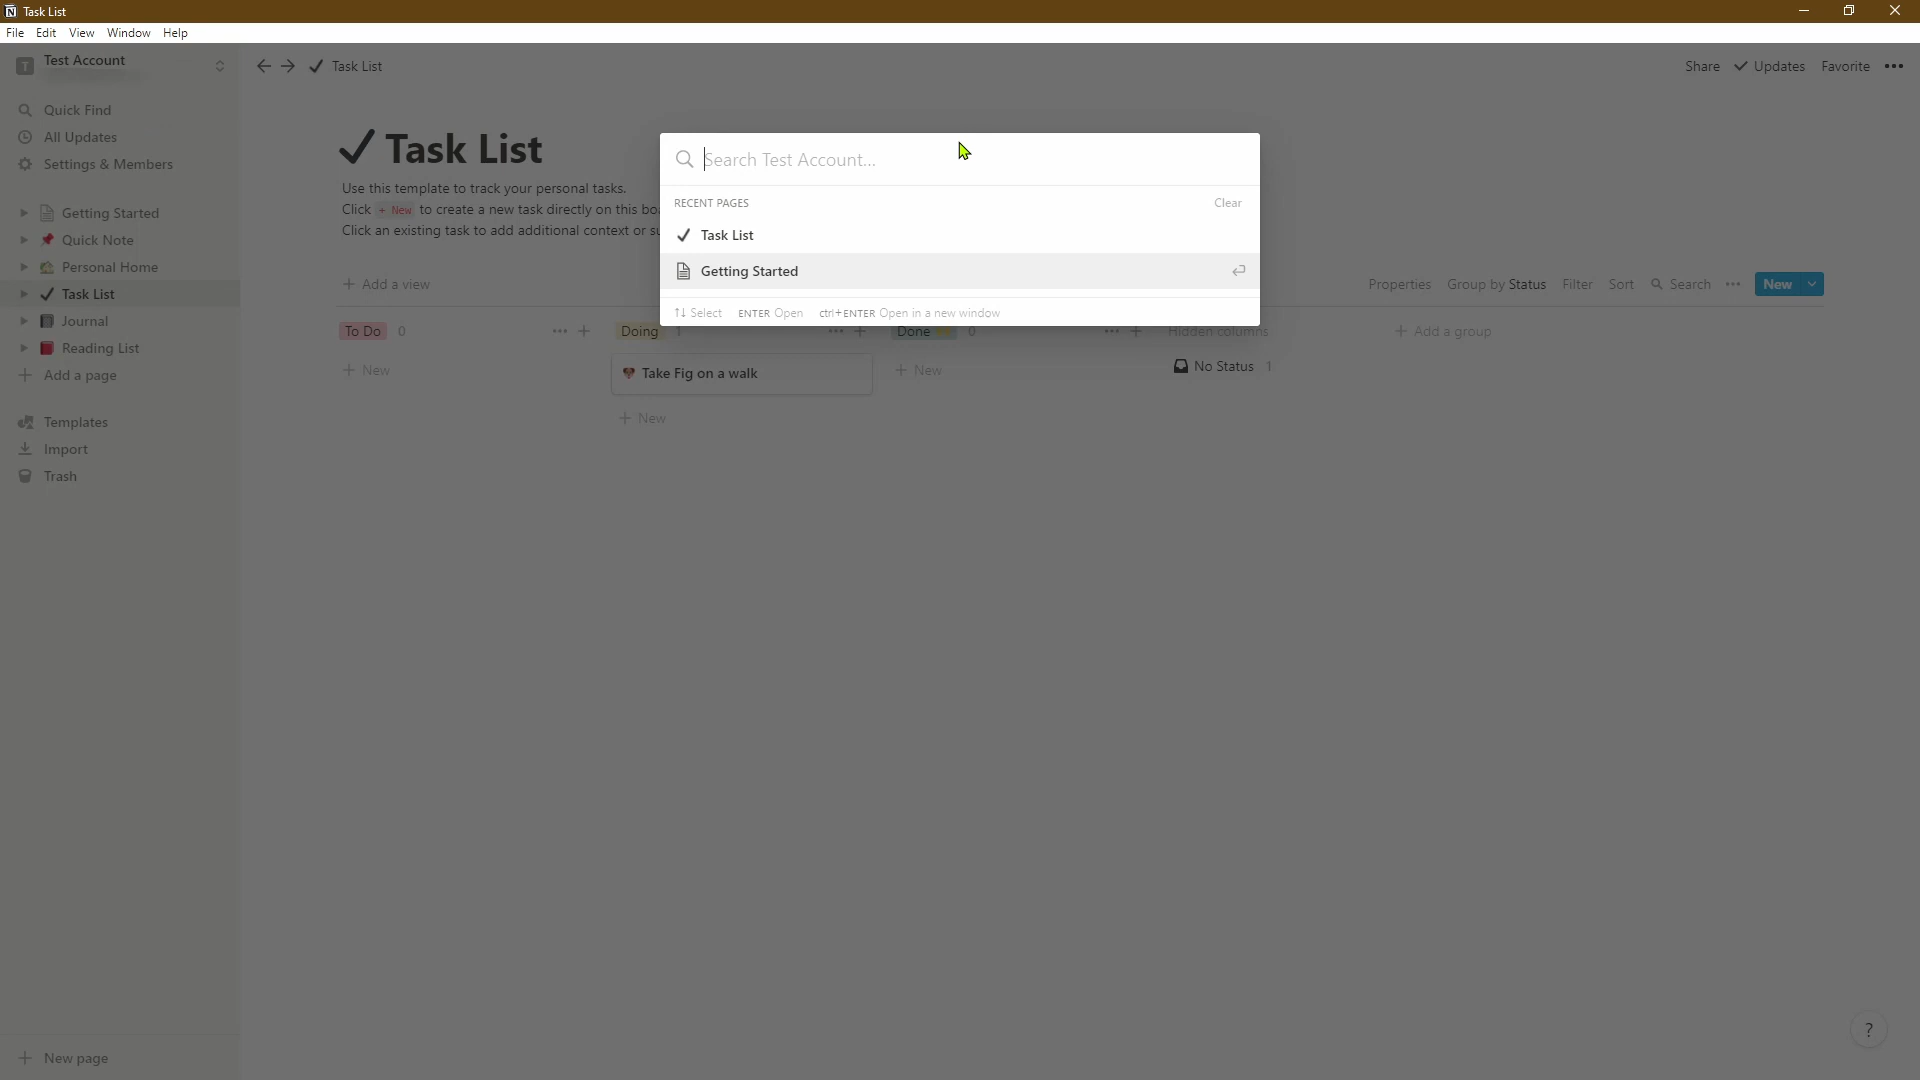 Task List
File Edit View Window Help
Test Account
Task List
Share Updates Favorite
Quick Find
All Updates
Settings & Members
Getting Started
Quick Note
Personal Home
Task List
Journal
Reading List
Add a page
Templates
Import
Trash
New page
Task List
Use this template to track your personal tasks.
Click + New to create a new task directly on this
Click an existing task to add additional context or
Search Test Account...
RECENT PAGES Clear
Task List
Getting Started
Select ENTER Open ctrl+ENTER Open in a new window
Add a view
Properties Group by Status Filter Sort Search New
To Do 0
Doing 1
Done 0
Hidden columns
Add a group
New
Take Fig on a walk
New
No Status 1
New
?